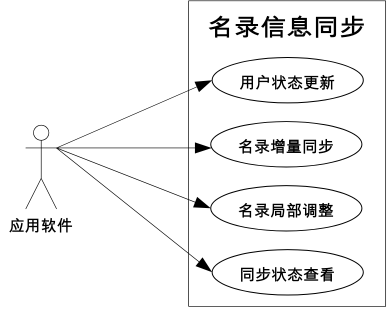 名录信息同步
用户状态更新
名录增量同步
名录局部调整
同步状态查看
应用软件